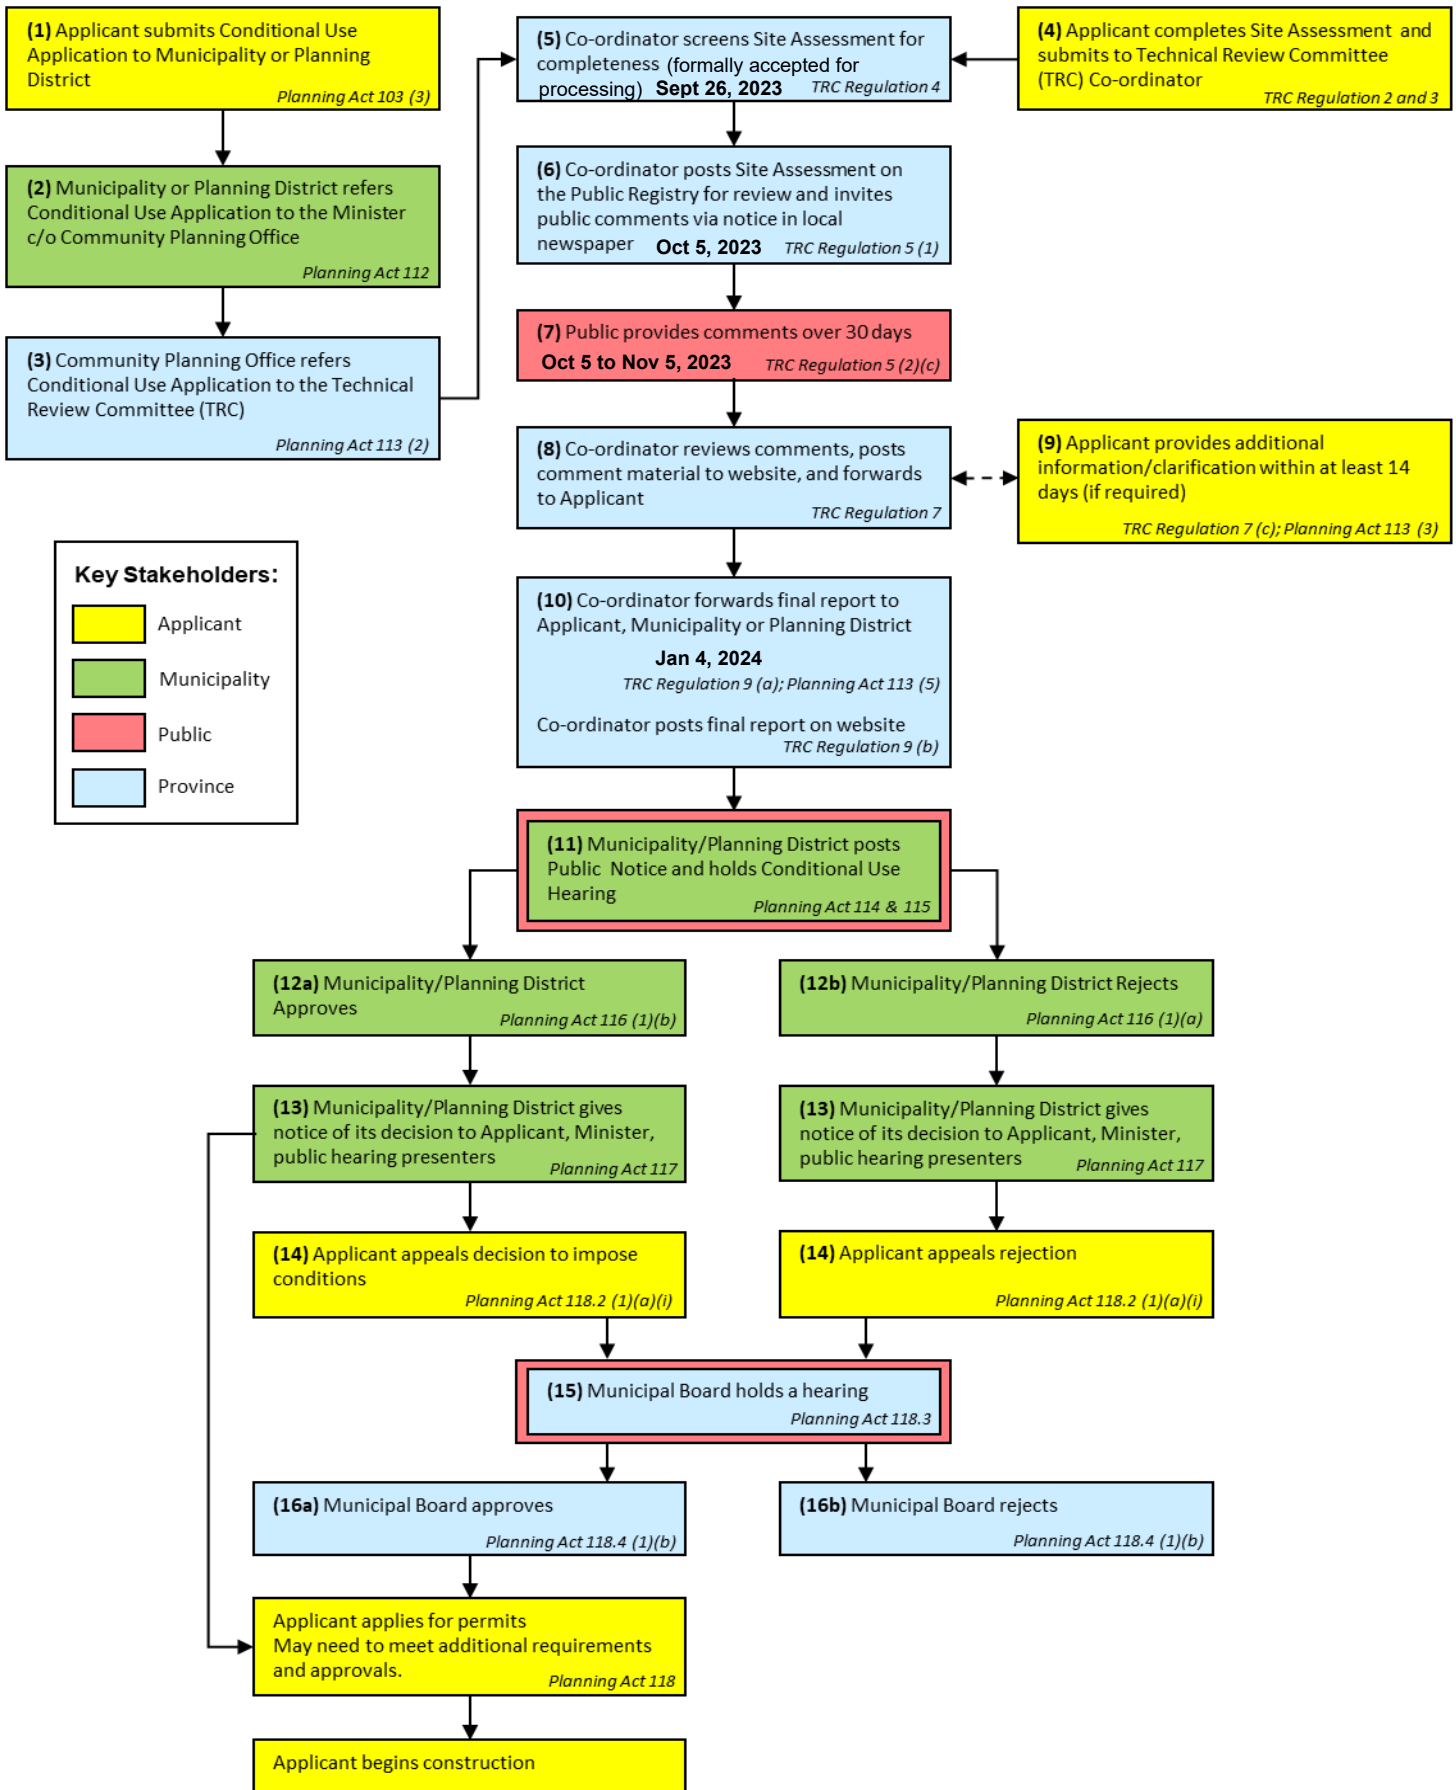 (1) Applicant submits Conditional Use
Application to Municipality or Planning
District
Planning Act 103 (3)
(2) Municipality or Planning District refers
Conditional Use Application to the Minister
c/o Community Planning Office
Planning Act 112
(3) Community Planning Office refers
Conditional Use Application to the Technical
Review Committee (TRC)
Planning Act 113 (2)
(4) Applicant completes Site Assessment and
submits to Technical Review Committee
(TRC) Co-ordinator
TRC Regulation 2 and 3
(5) Co-ordinator screens Site Assessment for
completeness (formally accepted for
processing) Sept 26, 2023 TRC Regulation 4
(6) Co-ordinator posts Site Assessment on
the Public Registry for review and invites
public comments via notice in local
newspaper Oct 5, 2023 TRC Regulation 5 (1)
(7) Public provides comments over 30 days
Oct 5 to Nov 5, 2023 TRC Regulation 5 (2)(c)
(8) Co-ordinator reviews comments, posts
comment material to website, and forwards
to Applicant
TRC Regulation 7
(9) Applicant provides additional
information/clarification within at least 14
days (if required)
TRC Regulation 7 (c); Planning Act 113 (3)
Key Stakeholders:
Applicant
Municipality
Public
Province
(10) Co-ordinator forwards final report to
Applicant, Municipality or Planning District
Jan 4, 2024
TRC Regulation 9 (a); Planning Act 113 (5)
Co-ordinator posts final report on website
TRC Regulation 9 (b)
(11) Municipality/Planning District posts
Public Notice and holds Conditional Use
Hearing
Planning Act 114 & 115
(12a) Municipality/Planning District
Approves
Planning Act 116 (1)(b)
(12b) Municipality/Planning District Rejects
Planning Act 116 (1)(a)
(13) Municipality/Planning District gives
notice of its decision to Applicant, Minister,
public hearing presenters
Planning Act 117
(13) Municipality/Planning District gives
notice of its decision to Applicant, Minister,
public hearing presenters
Planning Act 117
(14) Applicant appeals decision to impose
conditions
Planning Act 118.2 (1)(a)(i)
(14) Applicant appeals rejection
Planning Act 118.2 (1)(a)(i)
(15) Municipal Board holds a hearing
Planning Act 118.3
(16a) Municipal Board approves
Planning Act 118.4 (1)(b)
(16b) Municipal Board rejects
Planning Act 118.4 (1)(b)
Applicant applies for permits
May need to meet additional requirements
and approvals.
Planning Act 118
Applicant begins construction